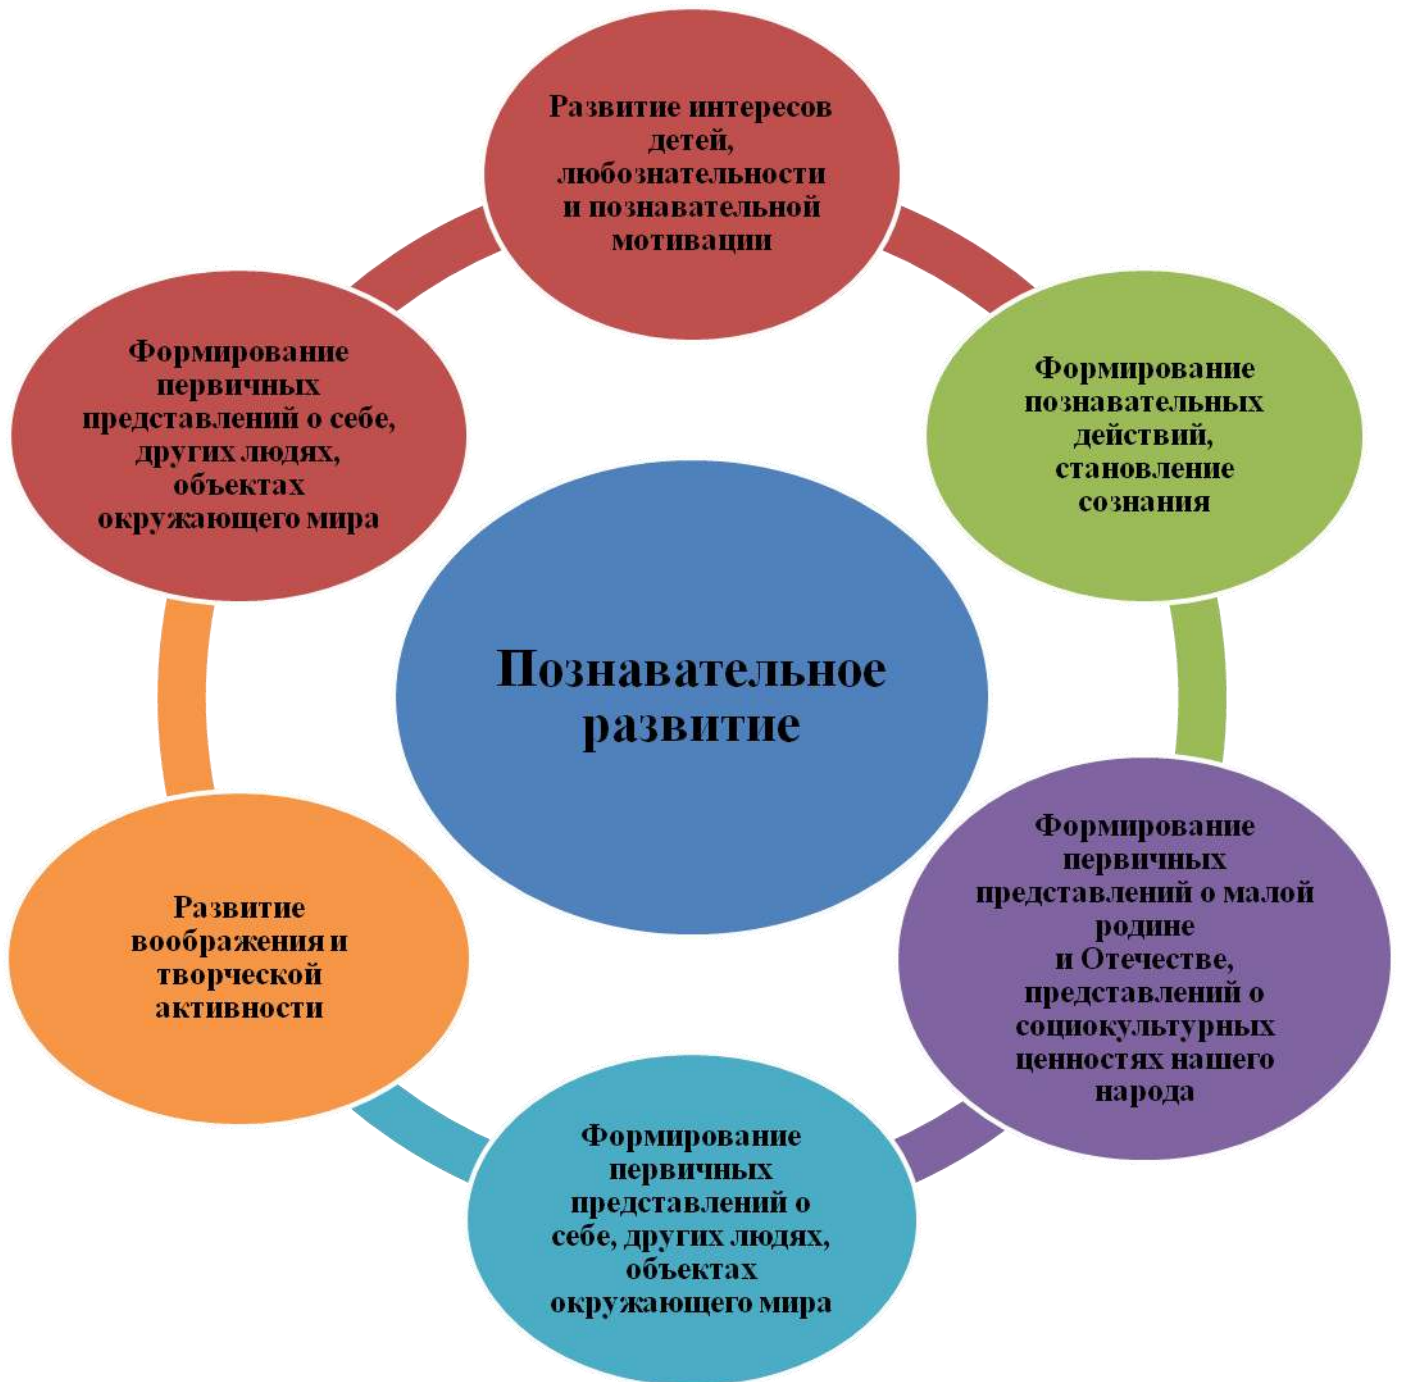 Развитие интересов
детей,
любознательности
и познавательной
мотивации
Формирование
познавательных
действий,
становление
сознания
Формирование
первичных
представлений о малой
родине
и Отечестве,
представлений о
социокультурных
ценностях нашего
народа
Формирование
первичных
представлений о
себе, других людях,
объектах
окружающего мира
Развитие
воображения и
творческой
активности
Формирование
первичных
представлений о себе,
других людях,
объектах
окружающего мира
Познавательное
развитие